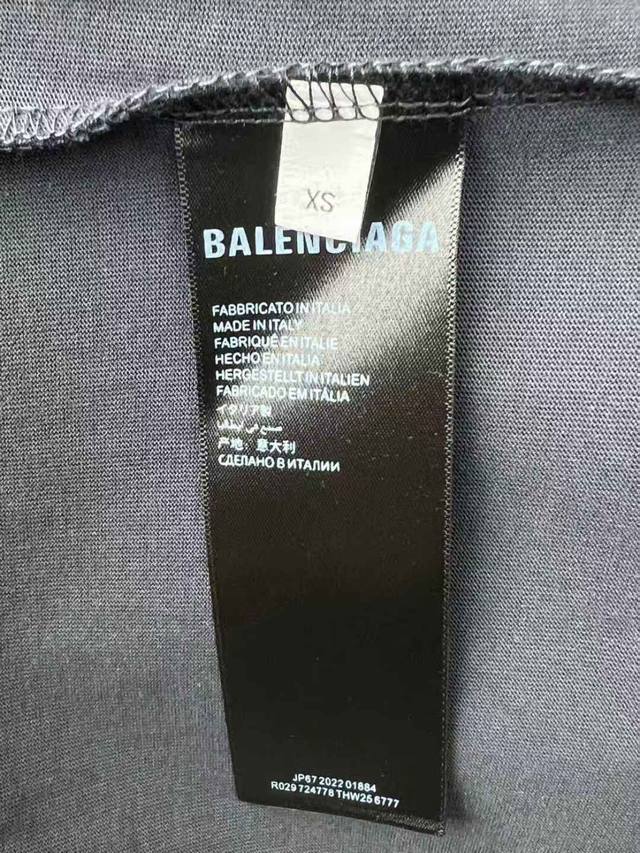 XS
BALENCIAGA
FABBRICATO IN ITALIA
MADE IN ITALY
FABRIQUÉ EN ITALIE
HECHO EN ITALIA
HERGESTELLT IN ITALIEN
FABRICADO EM ITÁLIA
イタリア製
产地: 意大利
СДЕЛАНО В ИТАЛИИ
JP67 2022 01884
R029 724778 THW25 6777